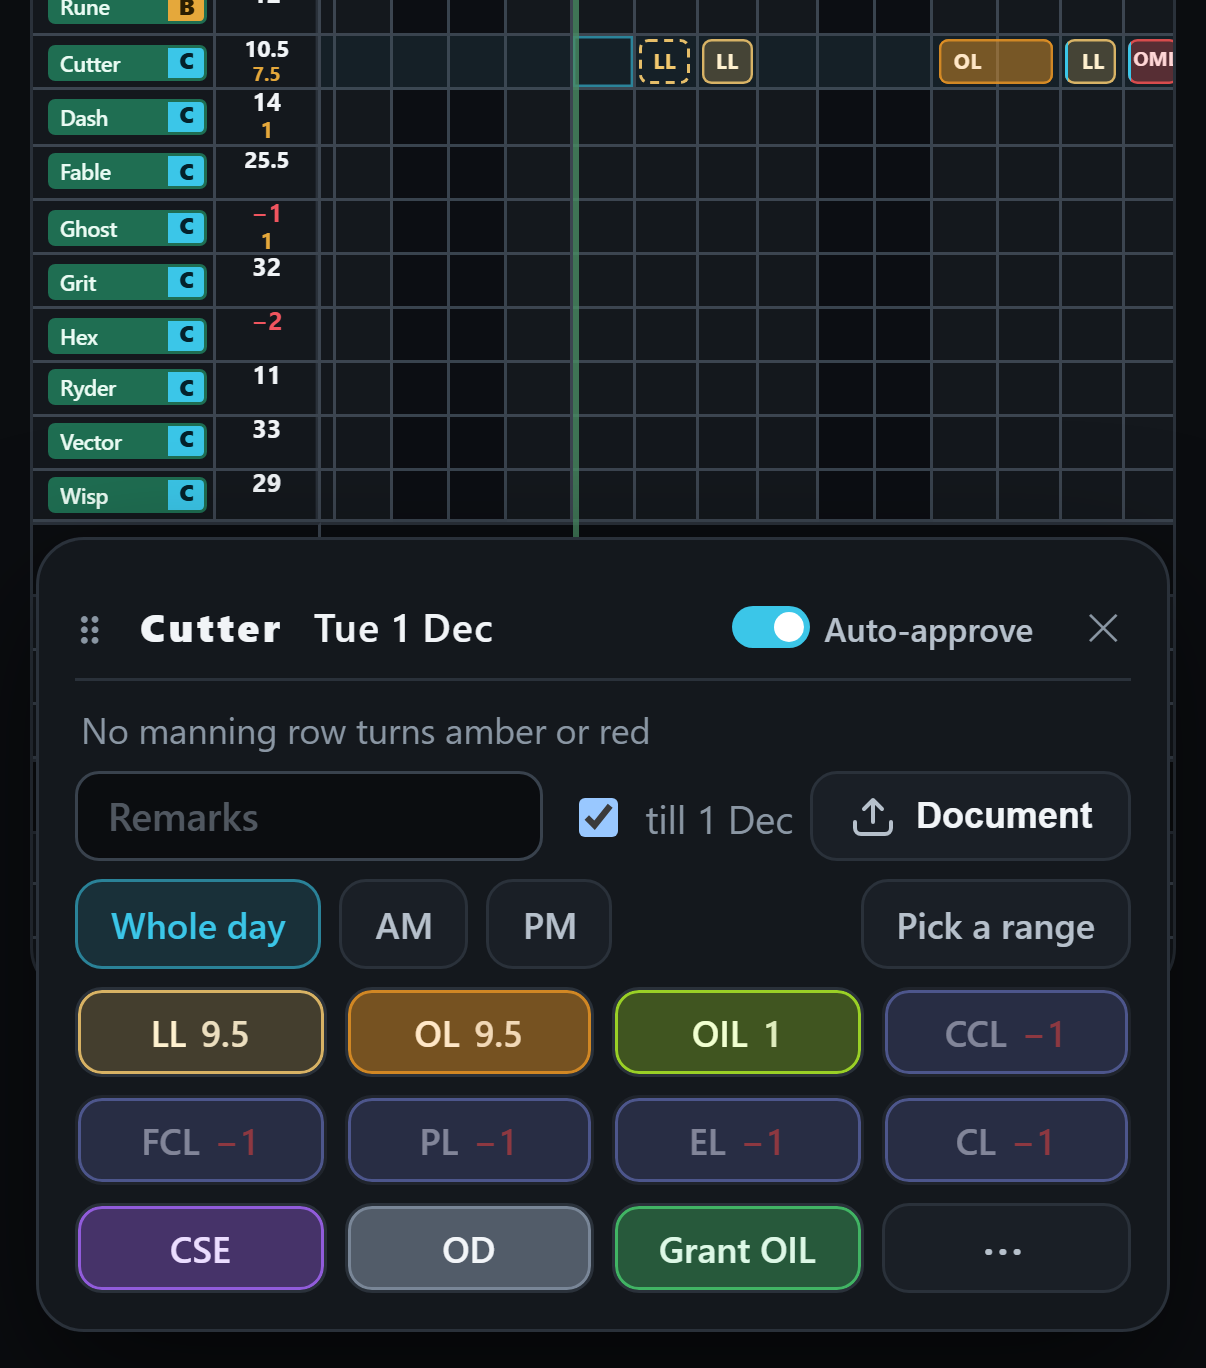 Rune B
Cutter C 10.5 LL LL OL LL
7.5
Dash C 14
1
Fable C 25.5
Ghost C −1
1
Grit C 32
Hex C −2
Ryder C 11
Vector C 33
Wisp C 29
Cutter Tue 1 Dec Auto-approve
No manning row turns amber or red
Remarks till 1 Dec Document
Whole day AM PM Pick a range
LL 9.5 OL 9.5 OIL 1 CCL −1
FCL −1 PL −1 EL −1 CL −1
CSE OD Grant OIL ...